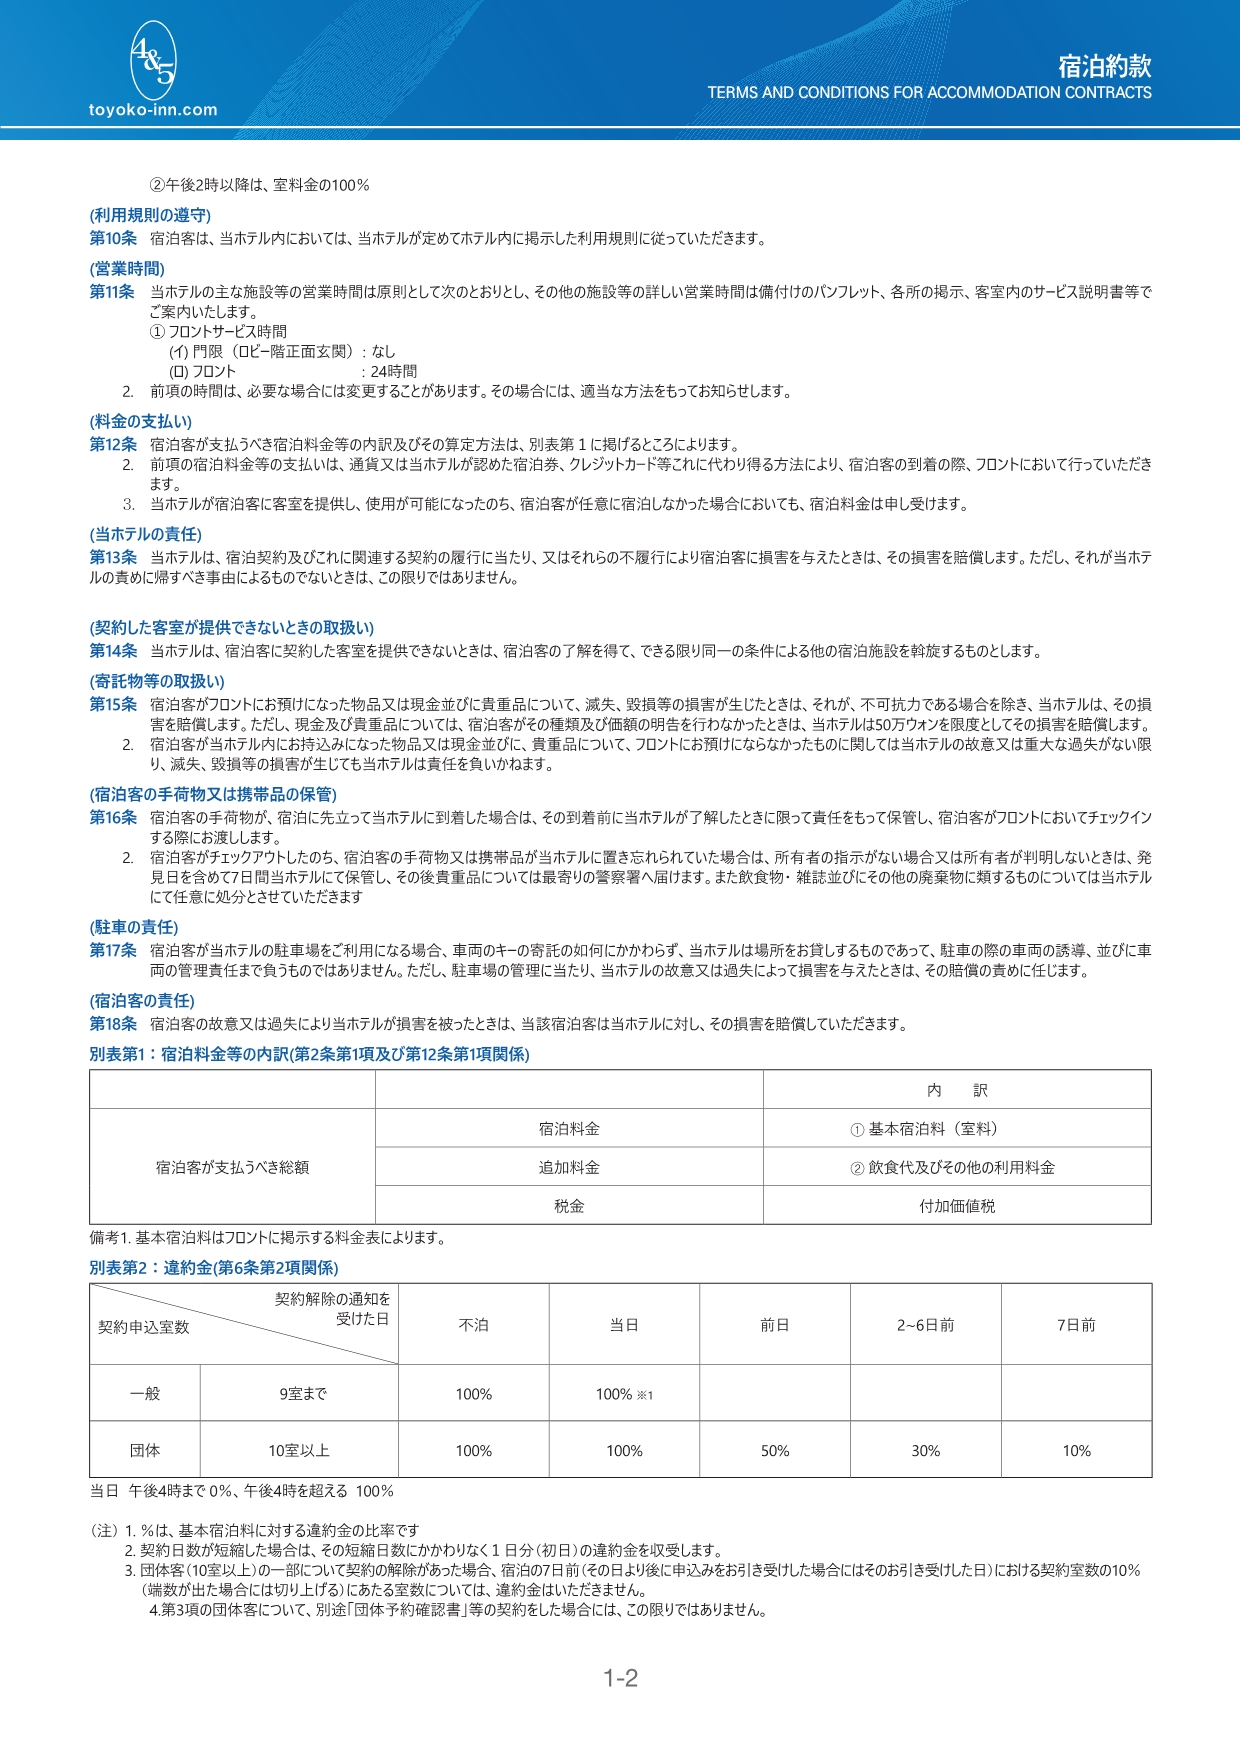 4&5
toyoko-inn.com
宿泊約款
TERMS AND CONDITIONS FOR ACCOMMODATION CONTRACTS
②午後2時以降は、室料金の100%
(利用規則の遵守)
第10条 宿泊客は、当ホテル内においては、当ホテルが定めてホテル内に掲示した利用規則に従っていただきます。
(営業時間)
第11条 当ホテルの主な施設等の営業時間は原則として次のとおりとし、その他の施設等の詳しい営業時間は備付けのパンフレット、各所の掲示、客室内のサービス説明書等で
ご案内いたします。
① フロントサービス時間
(イ) 門限（ロビー階正面玄関）: なし
(ロ) フロント : 24時間
2. 前項の時間は、必要な場合には変更することがあります。その場合には、適当な方法をもってお知らせします。
(料金の支払い)
第12条 宿泊客が支払うべき宿泊料金等の内訳及びその算定方法は、別表第１に掲げるところによります。
2. 前項の宿泊料金等の支払いは、通貨又は当ホテルが認めた宿泊券、クレジットカード等これに代わり得る方法により、宿泊客の到着の際、フロントにおいて行っていただき
ます。
3. 当ホテルが宿泊客に客室を提供し、使用が可能になったのち、宿泊客が任意に宿泊しなかった場合においても、宿泊料金は申し受けます。
(当ホテルの責任)
第13条 当ホテルは、宿泊契約及びこれに関連する契約の履行に当たり、又はそれらの不履行により宿泊客に損害を与えたときは、その損害を賠償します。ただし、それが当ホテ
ルの責めに帰すべき事由によるものでないときは、この限りではありません。
(契約した客室が提供できないときの取扱い)
第14条 当ホテルは、宿泊客に契約した客室を提供できないときは、宿泊客の了解を得て、できる限り同一の条件による他の宿泊施設を斡旋するものとします。
(寄託物等の取扱い)
第15条 宿泊客がフロントにお預けになった物品又は現金並びに貴重品について、滅失、毀損等の損害が生じたときは、それが、不可抗力である場合を除き、当ホテルは、その損
害を賠償します。ただし、現金及び貴重品については、宿泊客がその種類及び価額の明告を行わなかったときは、当ホテルは50万ウォンを限度としてその損害を賠償します。
2. 宿泊客が当ホテル内にお持込みになった物品又は現金並びに、貴重品について、フロントにお預けにならなかったものに関しては当ホテルの故意又は重大な過失がない限
り、滅失、毀損等の損害が生じても当ホテルは責任を負いかねます。
(宿泊客の手荷物又は携帯品の保管)
第16条 宿泊客の手荷物が、宿泊に先立って当ホテルに到着した場合は、その到着前に当ホテルが了解したときに限って責任をもって保管し、宿泊客がフロントにおいてチェックイン
する際にお渡しします。
2. 宿泊客がチェックアウトしたのち、宿泊客の手荷物又は携帯品が当ホテルに置き忘れられていた場合は、所有者の指示がない場合又は所有者が判明しないときは、発
見日を含めて7日間当ホテルにて保管し、その後貴重品については最寄りの警察署へ届けます。また飲食物・雑誌並びにその他の廃棄物に類するものについては当ホテル
にて任意に処分とさせていただきます
(駐車の責任)
第17条 宿泊客が当ホテルの駐車場をご利用になる場合、車両のキーの寄託の如何にかかわらず、当ホテルは場所をお貸しするものであって、駐車の際の車両の誘導、並びに車
両の管理責任まで負うものではありません。ただし、駐車場の管理に当たり、当ホテルの故意又は過失によって損害を与えたときは、その賠償の責めに任じます。
(宿泊客の責任)
第18条 宿泊客の故意又は過失により当ホテルが損害を被ったときは、当該宿泊客は当ホテルに対し、その損害を賠償していただきます。
別表第1：宿泊料金等の内訳(第2条第1項及び第12条第1項関係)
内 訳
宿泊客が支払うべき総額
宿泊料金 ① 基本宿泊料（室料）
追加料金 ② 飲食代及びその他の利用料金
税金 付加価値税
備考1. 基本宿泊料はフロントに掲示する料金表によります。
別表第2：違約金(第6条第2項関係)
契約解除の通知を
受けた日
契約申込室数
不泊 当日 前日 2~6日前 7日前
一般 9室まで 100% 100% ※1
団体 10室以上 100% 100% 50% 30% 10%
当日 午後4時まで 0%、午後4時を超える 100%
（注）1. %は、基本宿泊料に対する違約金の比率です
2. 契約日数が短縮した場合は、その短縮日数にかかわりなく１日分（初日）の違約金を収受します。
3. 団体客（10室以上）の一部について契約の解除があった場合、宿泊の7日前（その日より後に申込みをお引き受けした場合にはそのお引き受けした日）における契約室数の10%
（端数が出た場合には切り上げる）にあたる室数については、違約金はいただきません。
4.第3項の団体客について、別途「団体予約確認書」等の契約をした場合には、この限りではありません。
1-2